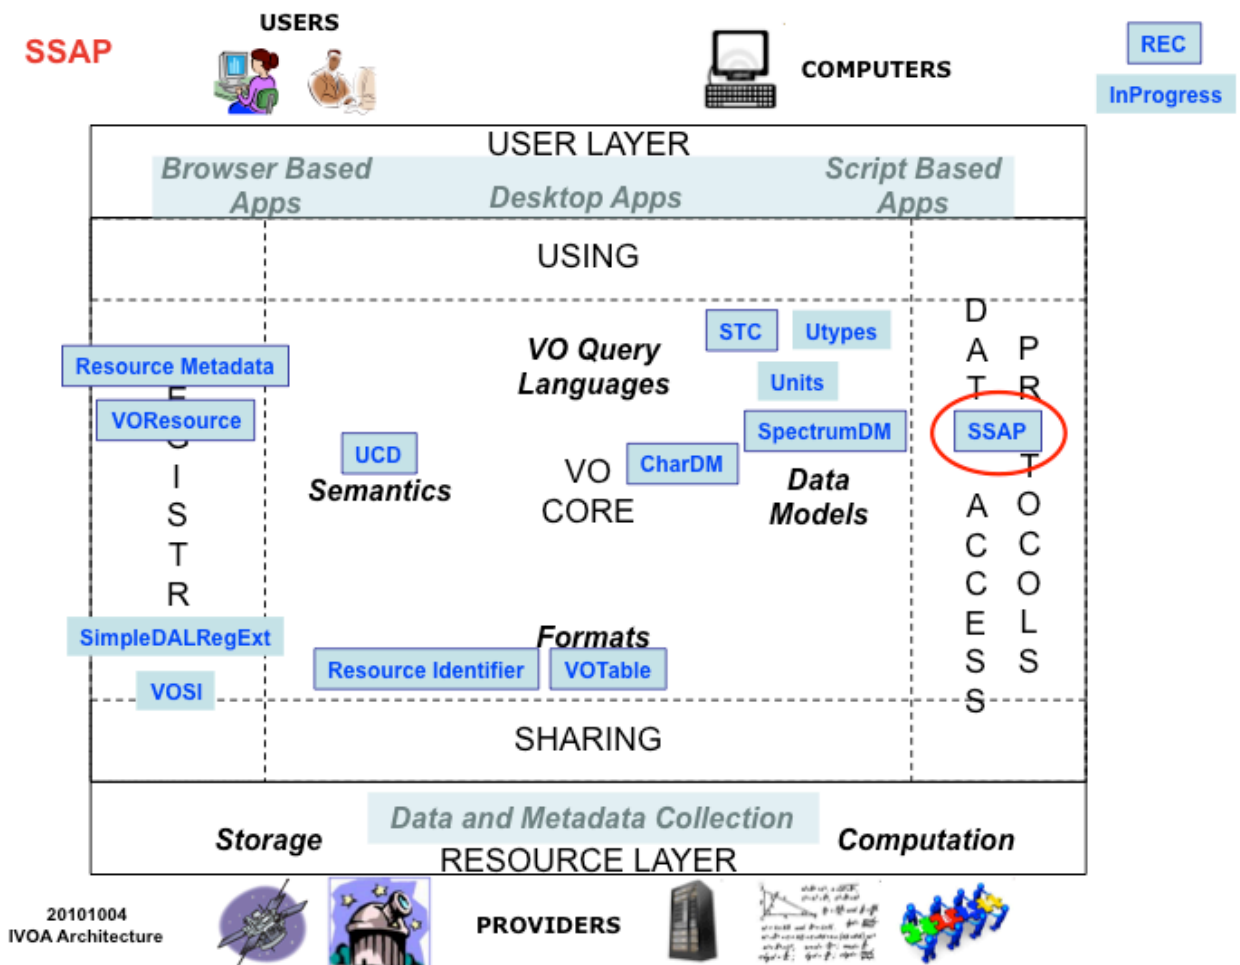 SSAP
USERS
COMPUTERS
REC
InProgress
USER LAYER
Browser Based
Apps
Desktop Apps
Script Based
Apps
USING
VO Query
Languages
STC
Utypes
Units
SpectrumDM
CharDM
Data
Models
VO
CORE
UCD
Semantics
Resource Metadata
VOResource
I
S
T
R
SimpleDALRegExt
VOSI
Formats
Resource Identifier
VOTable
D
A
T
A
C
C
E
S
S
P
R
SSAP
T
O
C
O
L
S
SHARING
Data and Metadata Collection
Storage
Computation
RESOURCE LAYER
20101004
IVOA Architecture
PROVIDERS